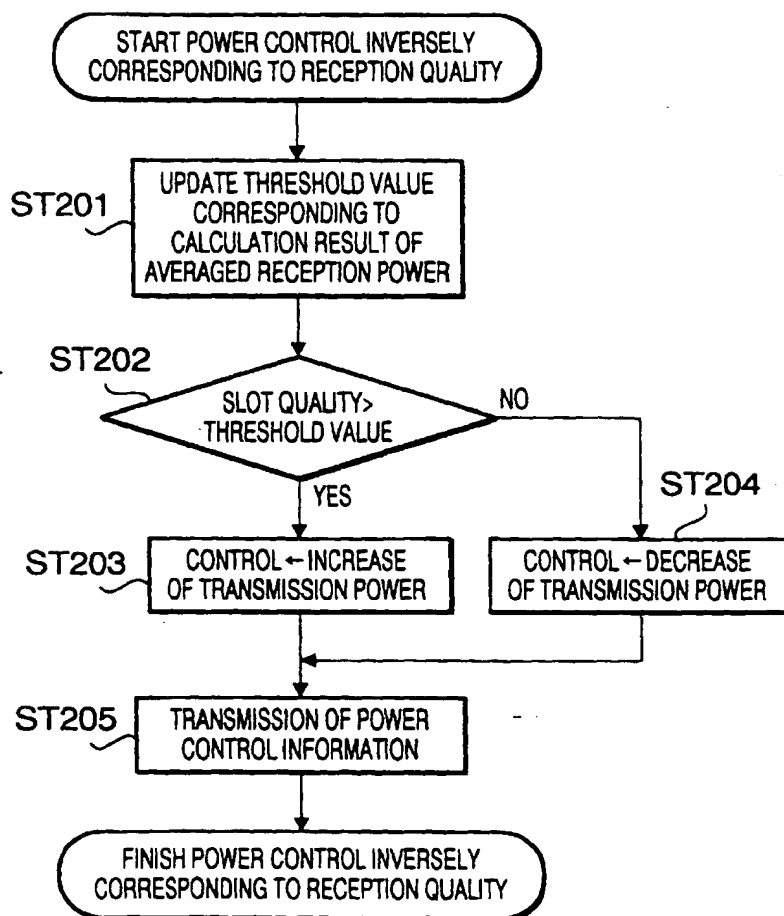 START POWER CONTROL INVERSELY
CORRESPONDING TO RECEPTION QUALITY
ST201
UPDATE THRESHOLD VALUE
CORRESPONDING TO
CALCULATION RESULT OF
AVERAGED RECEPTION POWER
ST202
SLOT QUALITY>
THRESHOLD VALUE
NO
YES
ST203
CONTROL←INCREASE
OF TRANSMISSION POWER
ST204
CONTROL←DECREASE
OF TRANSMISSION POWER
ST205
TRANSMISSION OF POWER
CONTROL INFORMATION
FINISH POWER CONTROL INVERSELY
CORRESPONDING TO RECEPTION QUALITY